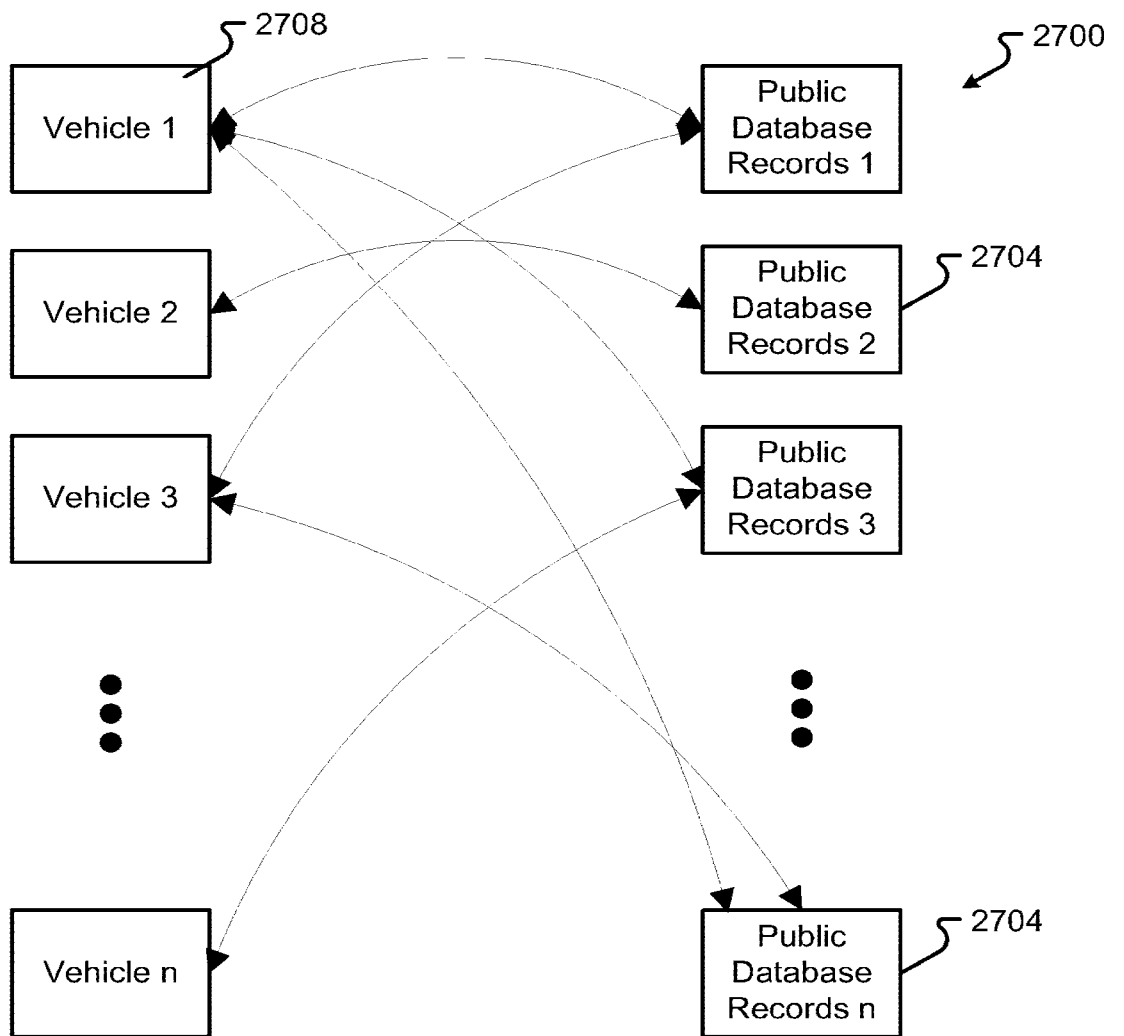 2708
2700
Vehicle 1
Public
Database
Records 1
Vehicle 2
Public
Database
Records 2
2704
Vehicle 3
Public
Database
Records 3
Vehicle n
Public
Database
Records n
2704